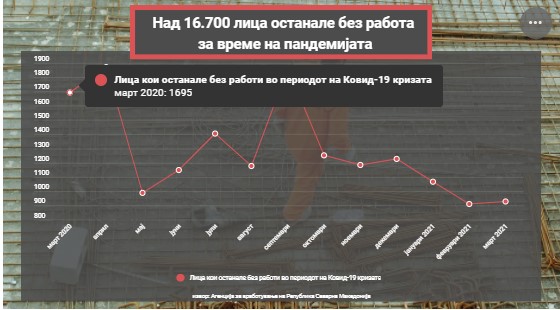 Над 16.700 лица останале без работа
за време на пандемијата
1900
1800
1700
1600
1500
1400
1300
1200
1100
1000
900
800
Лица кои останале без работи во периодот на Ковид-19 кризата
март 2020: 1695
март 2020
април
мај
јуни
јули
август
септември
октомври
ноември
декември
јануари 2021
февруари 2021
март 2021
Лица кои останале без работи во периодот на Ковид-19 кризата
извор: Агенција за вработување на Република Северна Македонија